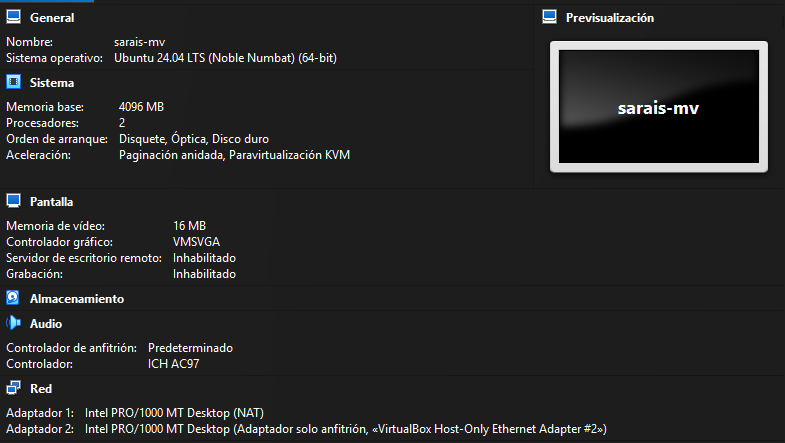 General
Nombre: sarais-mv
Sistema operativo: Ubuntu 24.04 LTS (Noble Numbat) (64-bit)
Previsualización
sarais-mv
Sistema
Memoria base: 4096 MB
Procesadores: 2
Orden de arranque: Disquete, Óptica, Disco duro
Aceleración: Paginación anidada, Paravirtualización KVM
Pantalla
Memoria de vídeo: 16 MB
Controlador gráfico: VMSVGA
Servidor de escritorio remoto: Inhabilitado
Grabación: Inhabilitado
Almacenamiento
Audio
Controlador de anfitrión: Predeterminado
Controlador: ICH AC97
Red
Adaptador 1: Intel PRO/1000 MT Desktop (NAT)
Adaptador 2: Intel PRO/1000 MT Desktop (Adaptador solo anfitrión, «VirtualBox Host-Only Ethernet Adapter #2»)